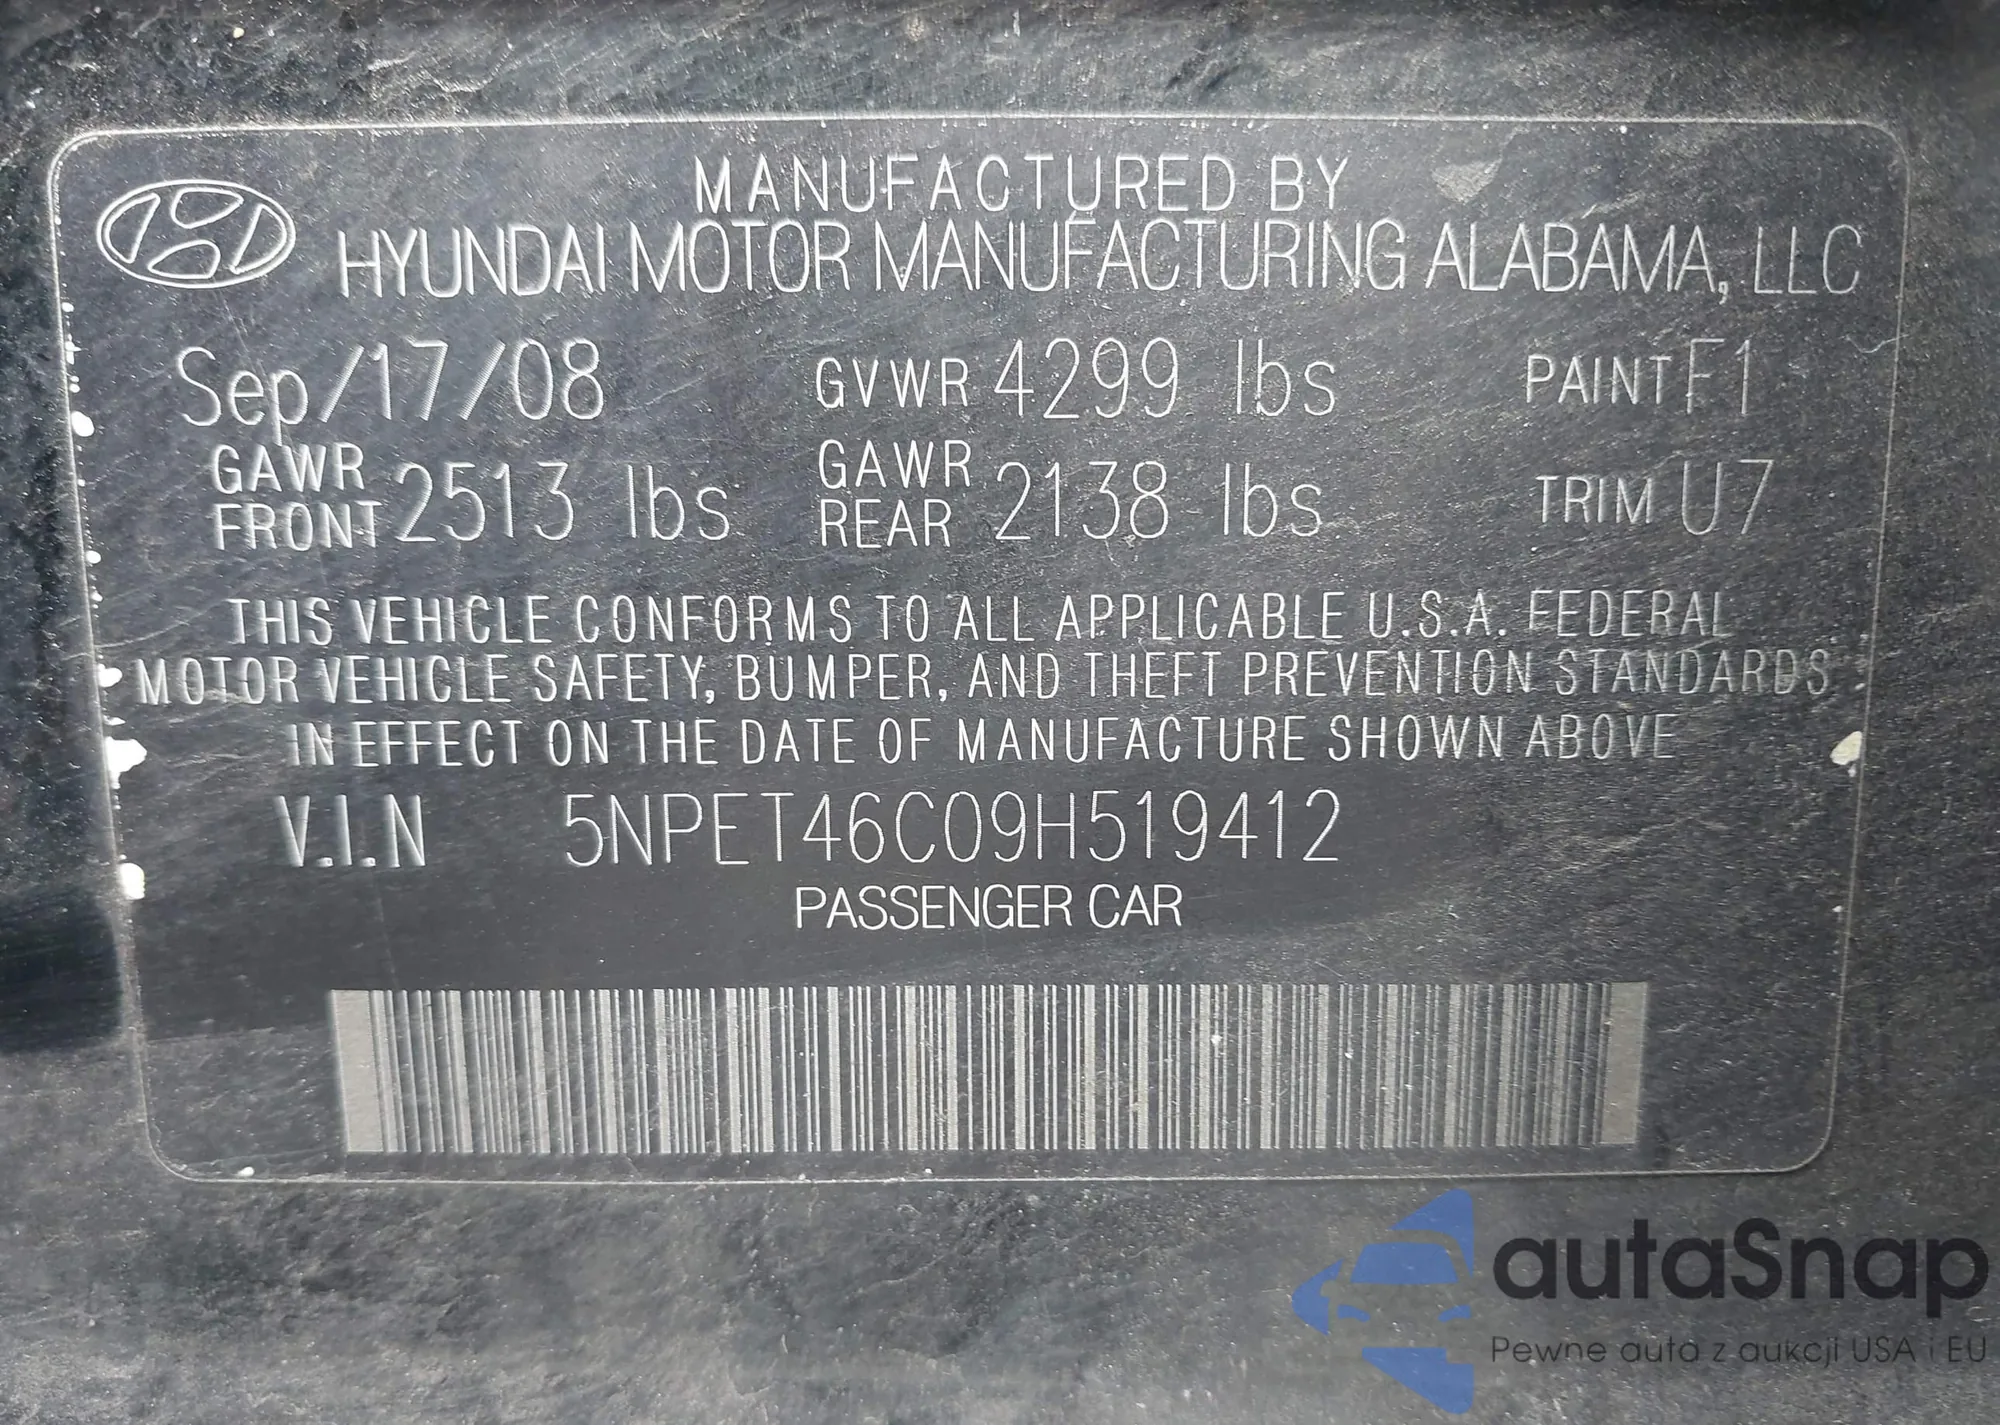 MANUFACTURED BY
HYUNDAI MOTOR MANUFACTURING ALABAMA, LLC
Sep/17/08 GVWR 4299 lbs PAINT F1
GAWR FRONT 2513 lbs GAWR REAR 2138 lbs TRIM U7
THIS VEHICLE CONFORMS TO ALL APPLICABLE U.S.A. FEDERAL
MOTOR VEHICLE SAFETY, BUMPER, AND THEFT PREVENTION STANDARDS
IN EFFECT ON THE DATE OF MANUFACTURE SHOWN ABOVE
V.I.N 5NPET46C09H519412
PASSENGER CAR
autaSnap
Pewne auta z aukcji USA i EU